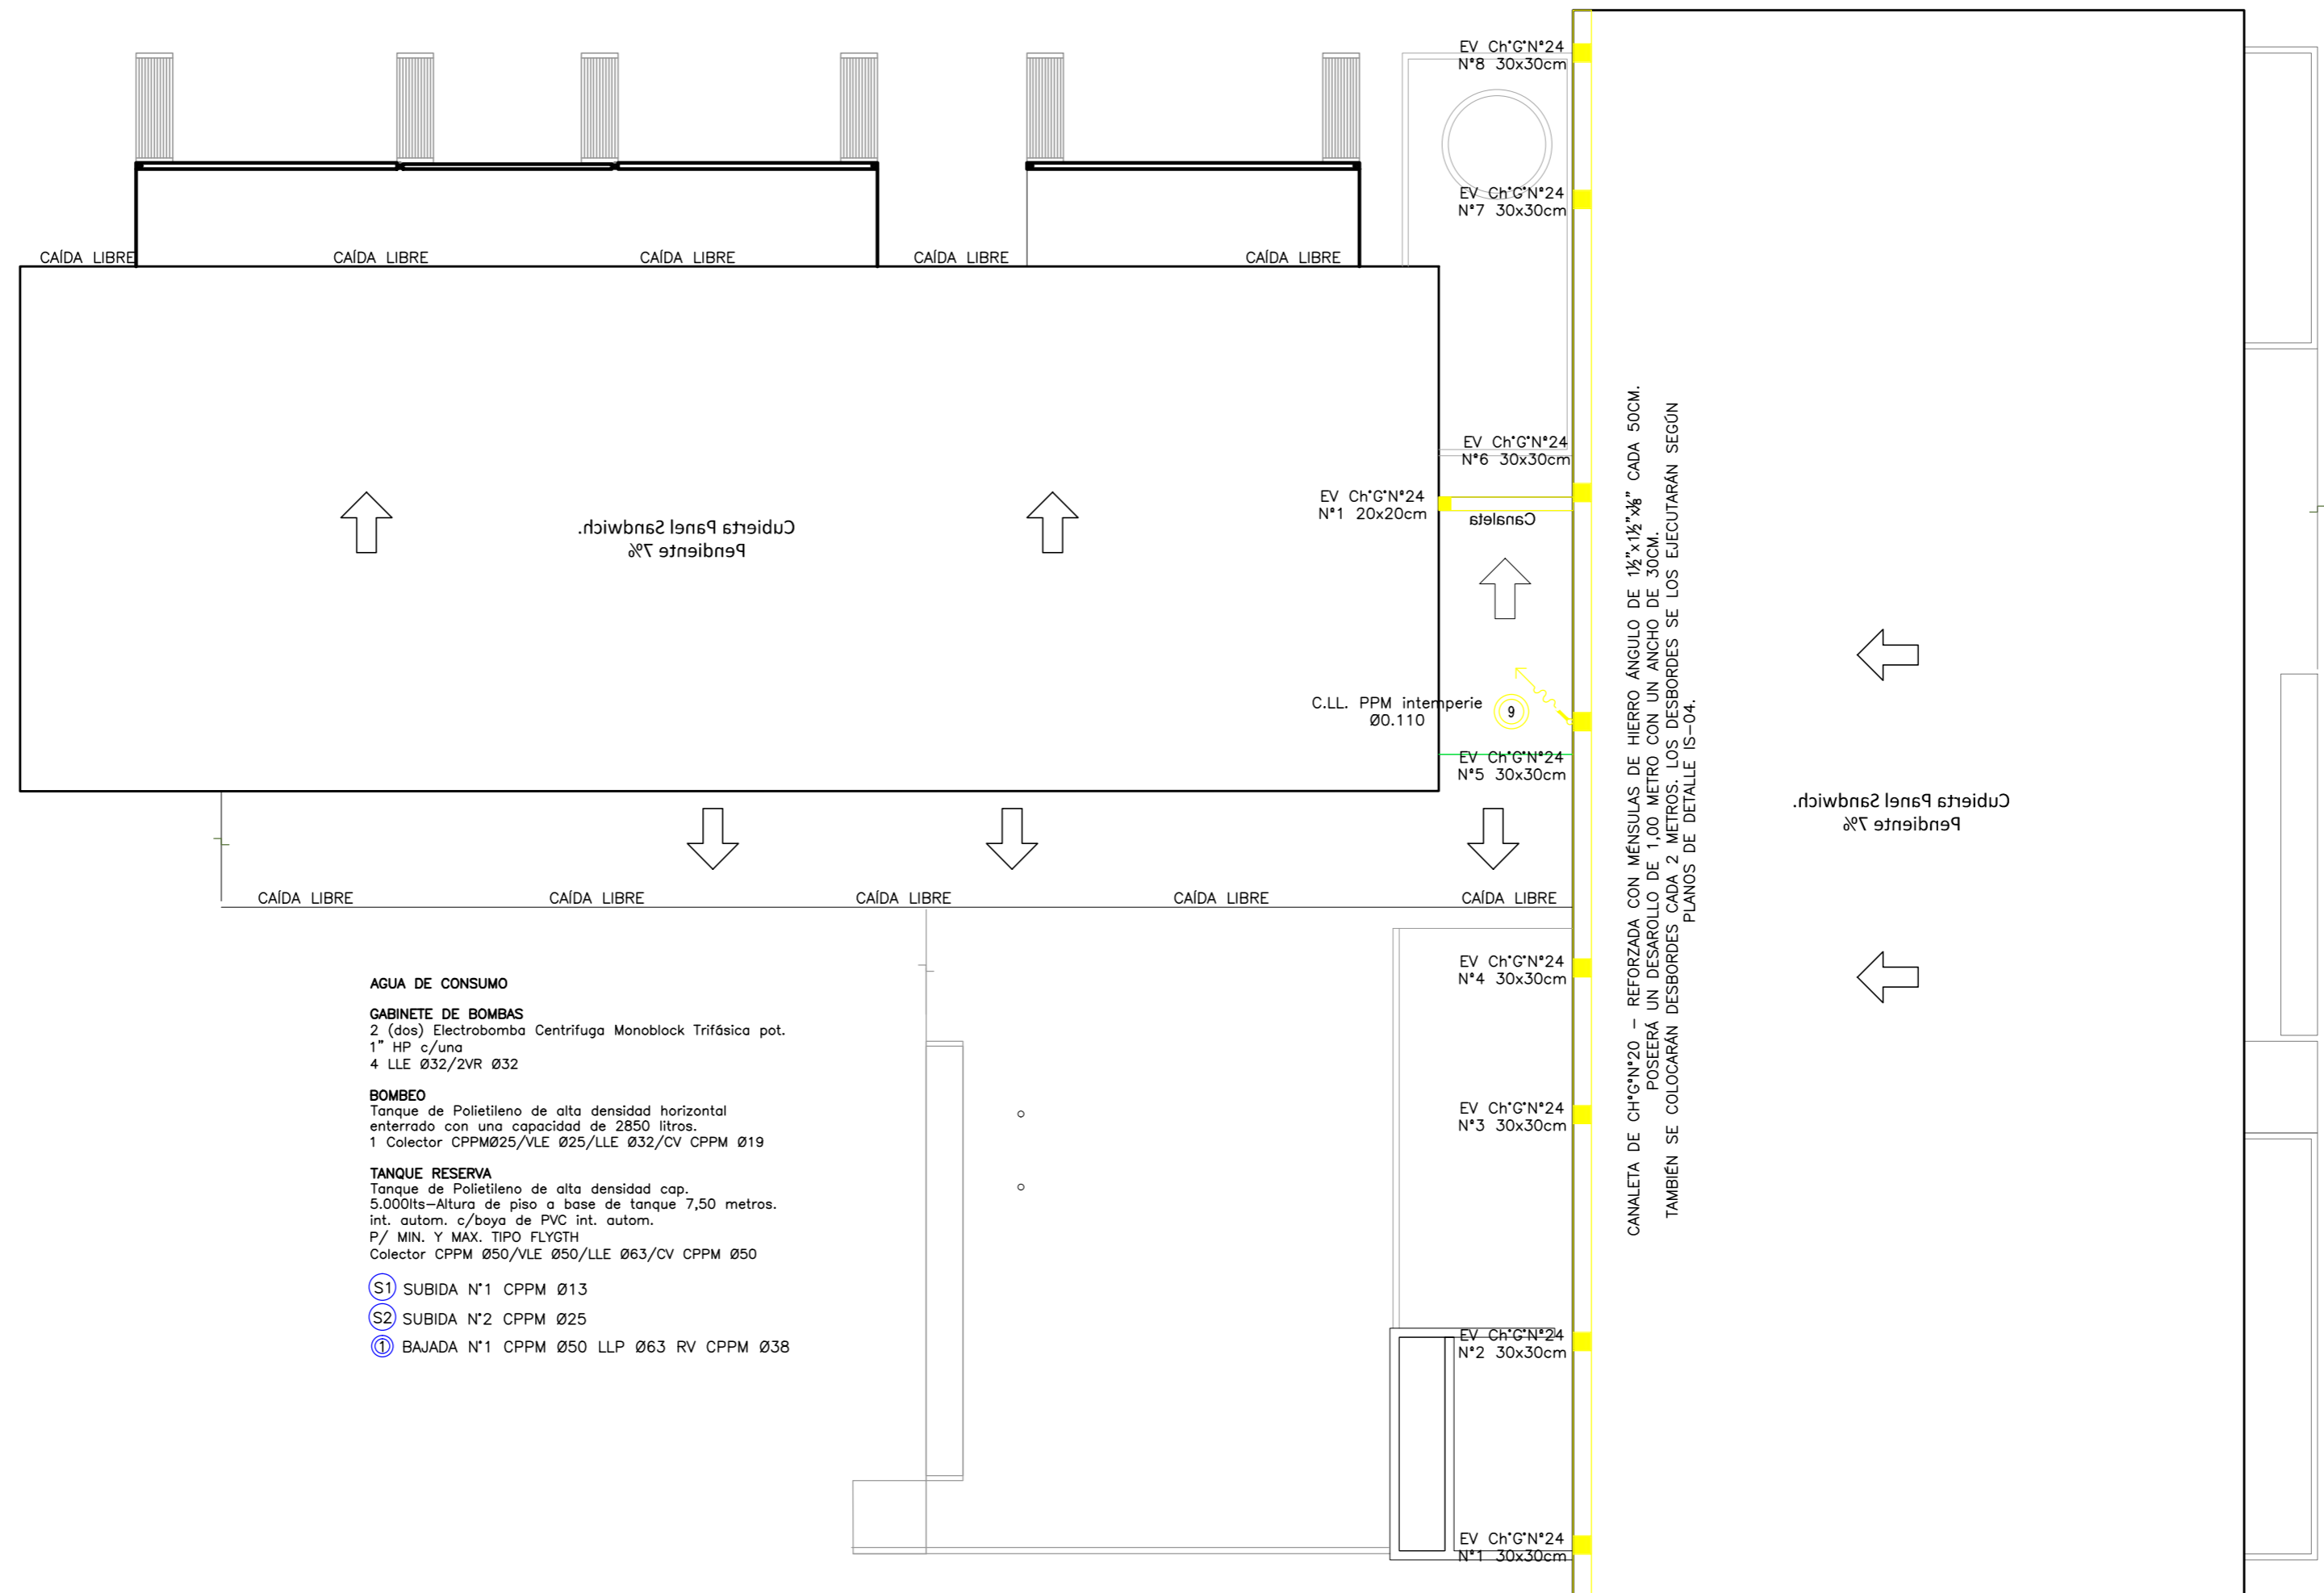 EV Ch°G°N°24
N°8 30x30cm
EV Ch°G°N°24
N°7 30x30cm
CAÍDA LIBRE
CAÍDA LIBRE
CAÍDA LIBRE
CAÍDA LIBRE
CAÍDA LIBRE
EV Ch°G°N°24
N°6 30x30cm
EV Ch°G°N°24
N°1 20x20cm
Canaleta
Cubierta Panel Sandwich.
Pendiente 7%
C.LL. PPM intemperie
Ø0.110
9
EV Ch°G°N°24
N°5 30x30cm
CANALETA DE CH°G°N°20 – REFORZADA CON MÉNSULAS DE HIERRO ÁNGULO DE 1½"x1½"x⅛" CADA 50CM.
POSEERÁ UN DESAROLLO DE 1,00 METRO CON UN ANCHO DE 30CM.
TAMBIÉN SE COLOCARÁN DESBORDES CADA 2 METROS. LOS DESBORDES SE LOS EJECUTARÁN SEGÚN
PLANOS DE DETALLE IS–04.
Cubierta Panel Sandwich.
Pendiente 7%
CAÍDA LIBRE
CAÍDA LIBRE
CAÍDA LIBRE
CAÍDA LIBRE
CAÍDA LIBRE
EV Ch°G°N°24
N°4 30x30cm
AGUA DE CONSUMO
GABINETE DE BOMBAS
2 (dos) Electrobomba Centrifuga Monoblock Trifásica pot.
1" HP c/una
4 LLE Ø32/2VR Ø32
BOMBEO
Tanque de Polietileno de alta densidad horizontal
enterrado con una capacidad de 2850 litros.
1 Colector CPPMØ25/VLE Ø25/LLE Ø32/CV CPPM Ø19
TANQUE RESERVA
Tanque de Polietileno de alta densidad cap.
5.000lts–Altura de piso a base de tanque 7,50 metros.
int. autom. c/boya de PVC int. autom.
P/ MIN. Y MAX. TIPO FLYGTH
Colector CPPM Ø50/VLE Ø50/LLE Ø63/CV CPPM Ø50
S1 SUBIDA N°1 CPPM Ø13
S2 SUBIDA N°2 CPPM Ø25
1 BAJADA N°1 CPPM Ø50 LLP Ø63 RV CPPM Ø38
EV Ch°G°N°24
N°3 30x30cm
EV Ch°G°N°24
N°2 30x30cm
EV Ch°G°N°24
N°1 30x30cm